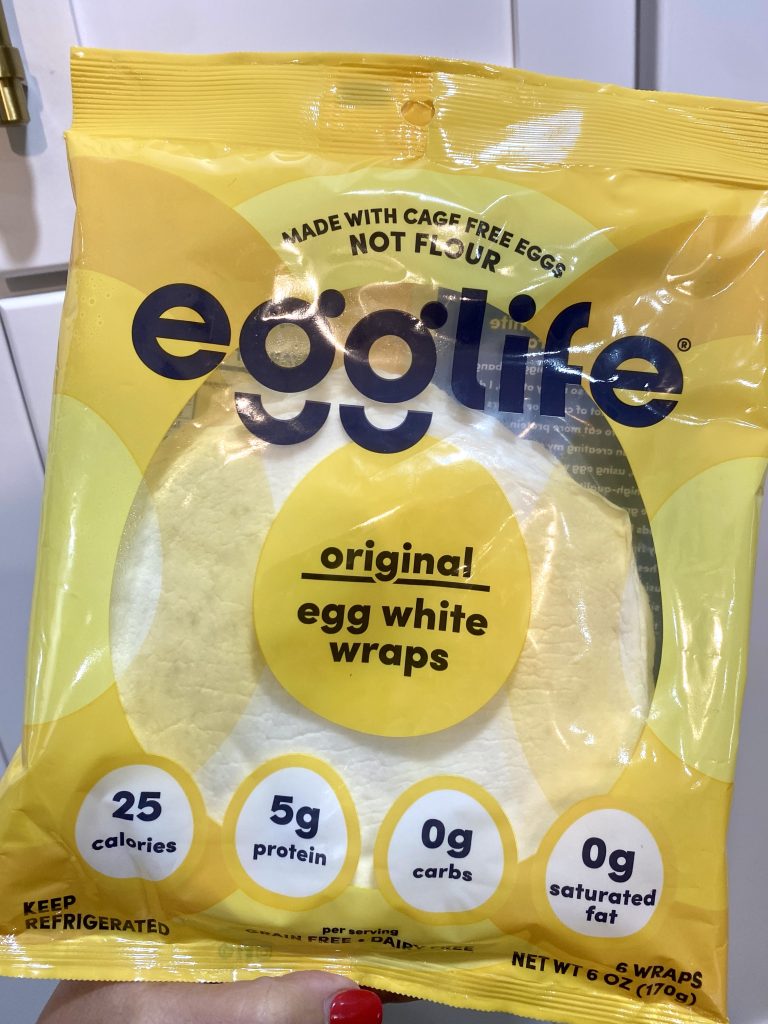 MADE WITH CAGE FREE EGGS
NOT FLOUR
egglife®
original
egg white
wraps
25
calories
5g
protein
0g
carbs
0g
saturated
fat
KEEP
REFRIGERATED
per serving
GRAIN FREE • DAIRY FREE
6 WRAPS
NET WT 6 OZ (170g)